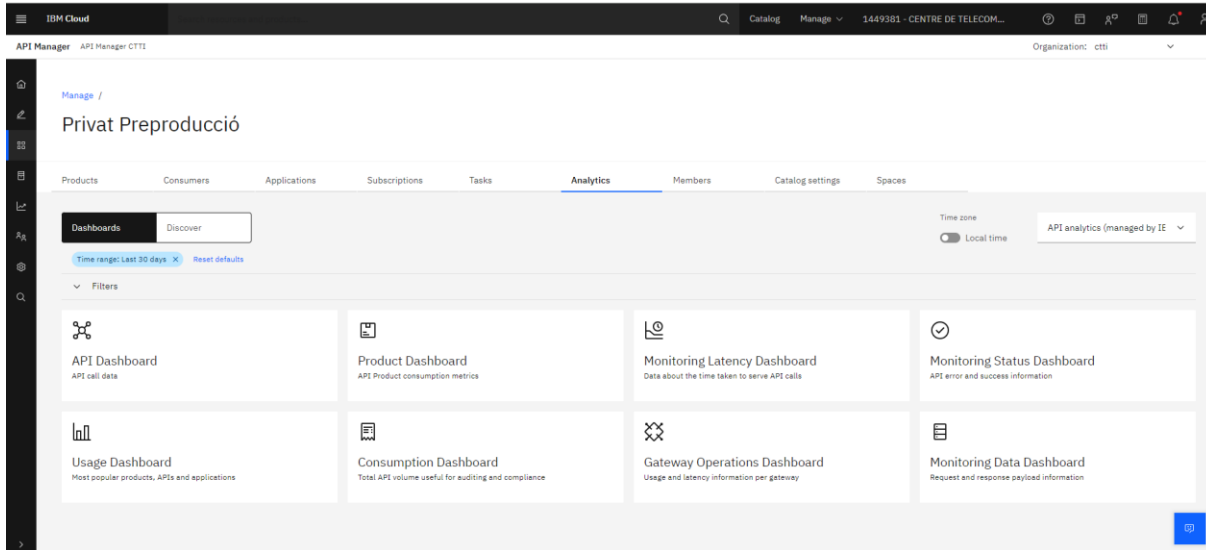 IBM Cloud
Catalog
Manage
1449381 - CENTRE DE TELECOM...
API Manager API Manager CTTI
Organization: ctti
Manage /
Privat Preproducció
Products
Consumers
Applications
Subscriptions
Tasks
Analytics
Members
Catalog settings
Spaces
Dashboards
Discover
Time zone
Local time
API analytics (managed by IE
Time range: Last 30 days X
Reset defaults
Filters
API Dashboard
API call data
Product Dashboard
API Product consumption metrics
Monitoring Latency Dashboard
Data about the time taken to serve API calls
Monitoring Status Dashboard
API error and success information
Usage Dashboard
Most popular products, APIs and applications
Consumption Dashboard
Total API volume useful for auditing and compliance
Gateway Operations Dashboard
Usage and latency information per gateway
Monitoring Data Dashboard
Request and response payload information